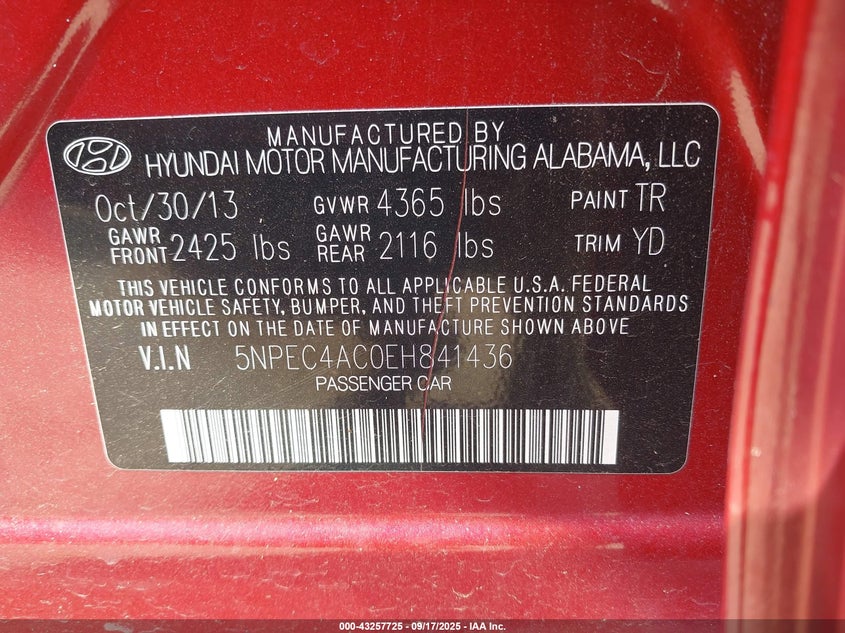 MANUFACTURED BY
HYUNDAI MOTOR MANUFACTURING ALABAMA, LLC
Oct/30/13 GVWR 4365 lbs PAINT TR
GAWR FRONT 2425 lbs GAWR REAR 2116 lbs TRIM YD
THIS VEHICLE CONFORMS TO ALL APPLICABLE U.S.A. FEDERAL
MOTOR VEHICLE SAFETY, BUMPER, AND THEFT PREVENTION STANDARDS
IN EFFECT ON THE DATE OF MANUFACTURE SHOWN ABOVE
V.I.N 5NPEC4AC0EH841436
PASSENGER CAR
000-43257725 - 09/17/2025 - IAA Inc.